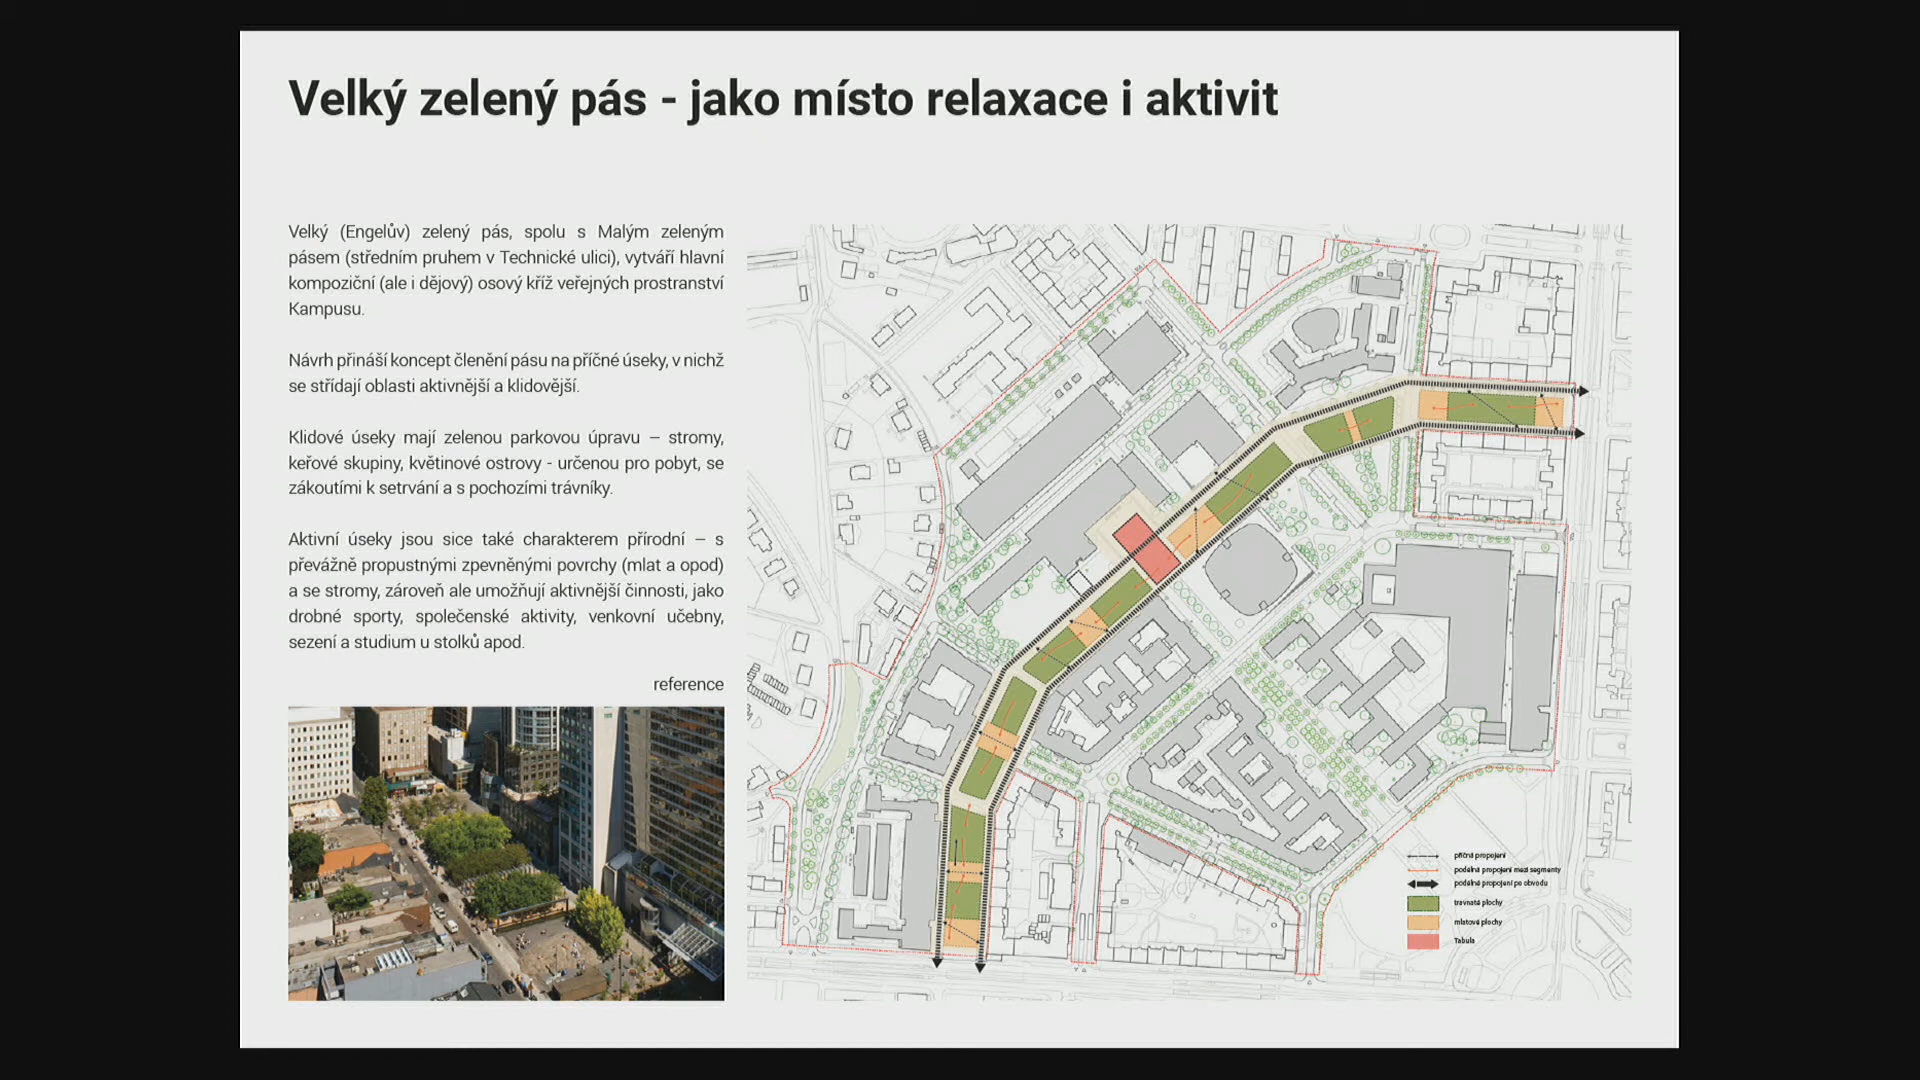 Velký zelený pás - jako místo relaxace i aktivit
Velký (Engelův) zelený pás, spolu s Malým zeleným
pásem (středním pruhem v Technické ulici), vytváří hlavní
kompoziční (ale i dějový) osový kříž veřejných prostranství
Kampusu.
Návrh přináší koncept členění pásu na příčné úseky, v nichž
se střídají oblasti aktivnější a klidovější.
Klidové úseky mají zelenou parkovou úpravu – stromy,
keřové skupiny, květinové ostrovy - určenou pro pobyt, se
zákoutími k setrvání a s pochozími trávníky.
Aktivní úseky jsou sice také charakterem přírodní – s
převážně propustnými zpevněnými povrchy (mlat a opod)
a se stromy, zároveň ale umožňují aktivnější činnosti, jako
drobné sporty, společenské aktivity, venkovní učebny,
sezení a studium u stolků apod.
reference
příčná propojení
podélná propojení mezi segmenty
podélná propojení po obvodu
travnaté plochy
mlatové plochy
Tabula